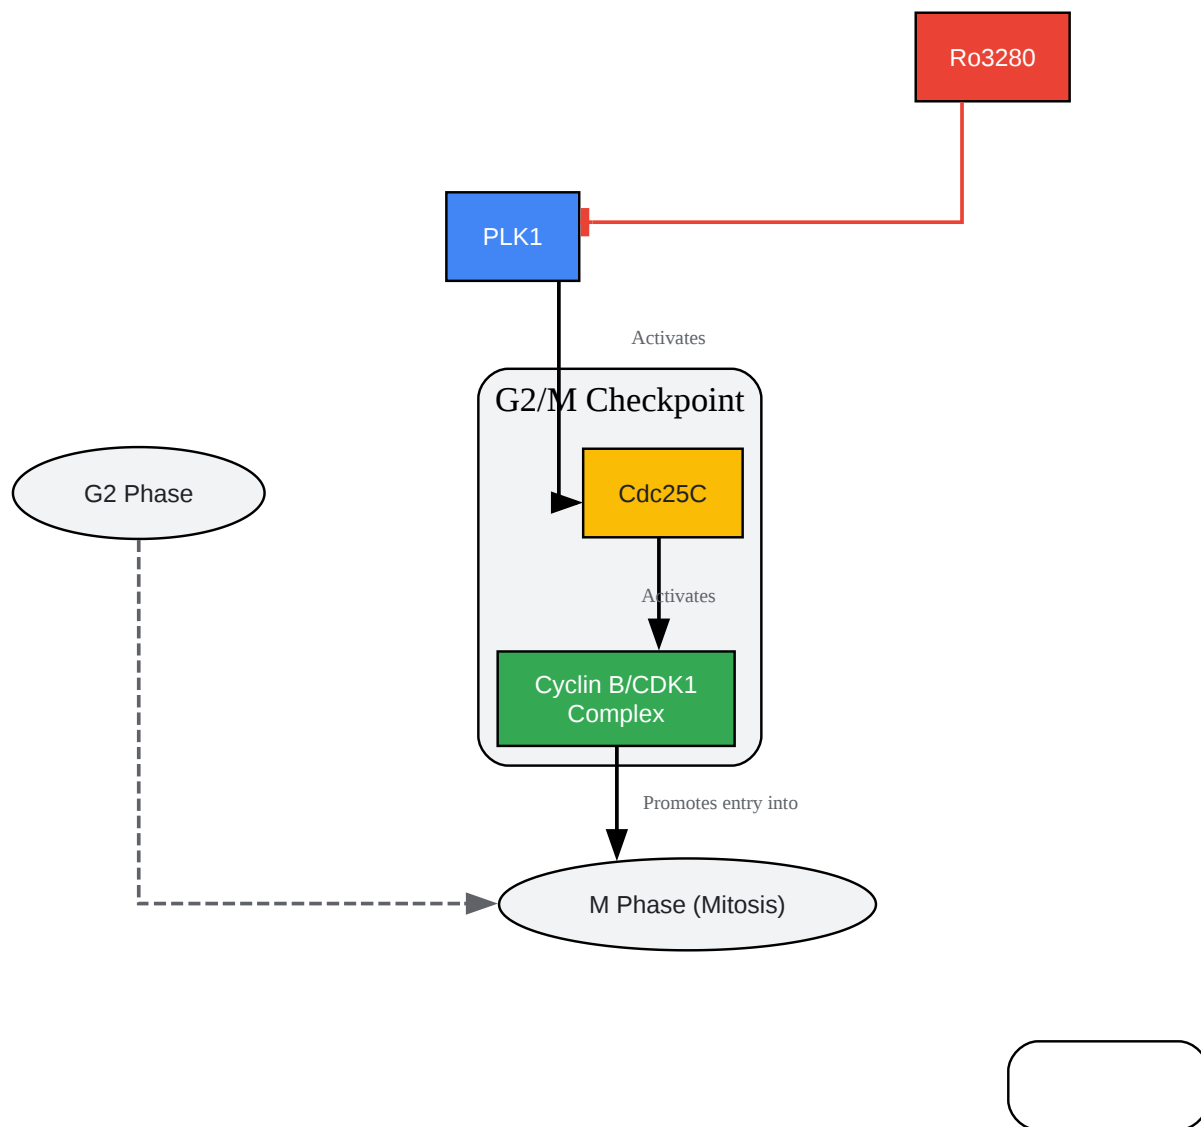 Ro3280
PLK1
Activates
G2/M Checkpoint
G2 Phase
Cdc25C
Activates
Cyclin B/CDK1
Complex
Promotes entry into
M Phase (Mitosis)